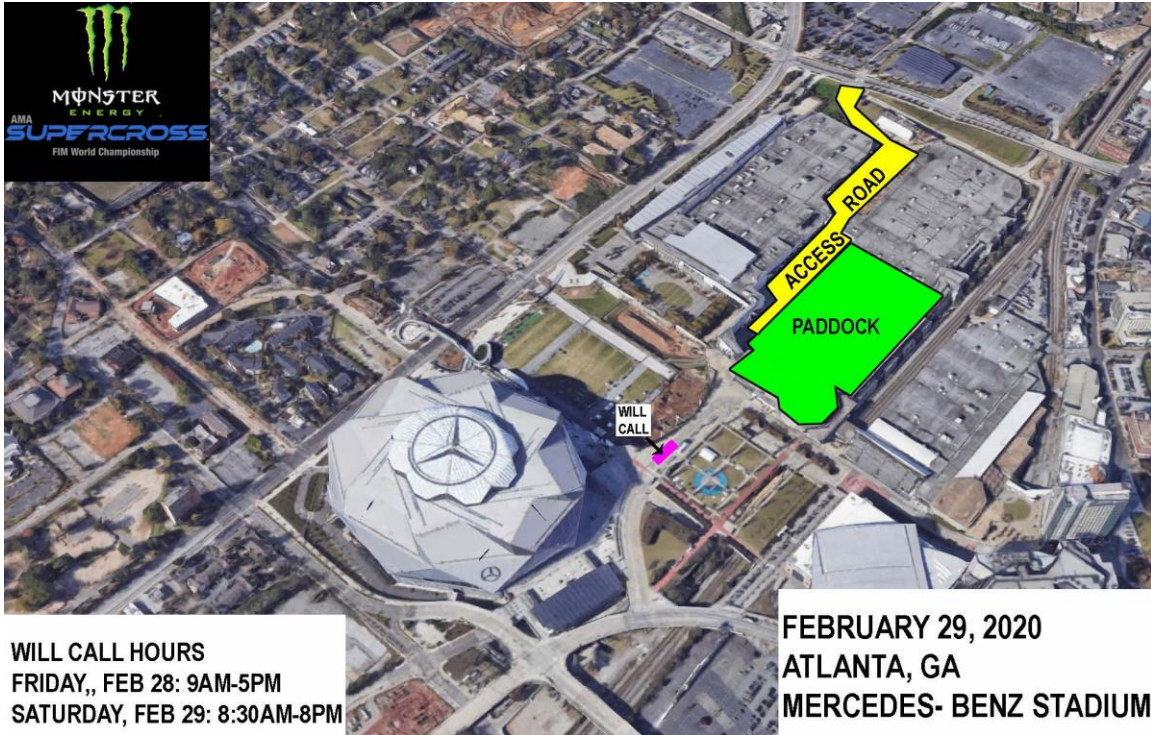 MONSTER
ENERGY
AMA
SUPERCROSS
FIM World Championship
ROAD
ACCESS
PADDOCK
WILL
CALL
WILL CALL HOURS
FRIDAY,, FEB 28: 9AM-5PM
SATURDAY, FEB 29: 8:30AM-8PM
FEBRUARY 29, 2020
ATLANTA, GA
MERCEDES- BENZ STADIUM